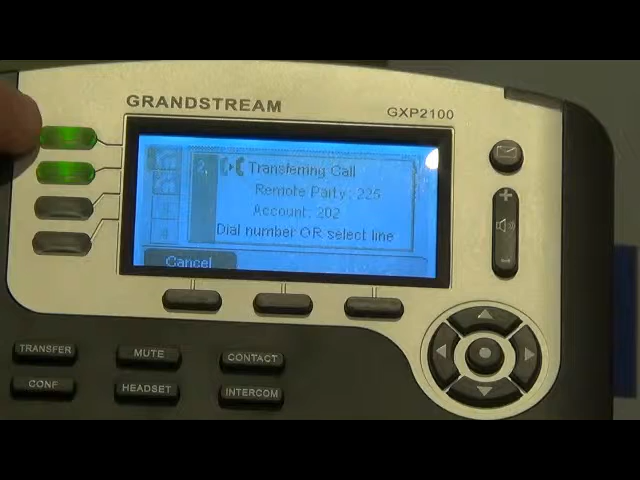 GRANDSTREAM
GXP2100
2 Transferring Call
Remote Party: 225
Account: 202
Dial number OR select line
Cancel
TRANSFER
MUTE
CONTACT
CONF
HEADSET
INTERCOM